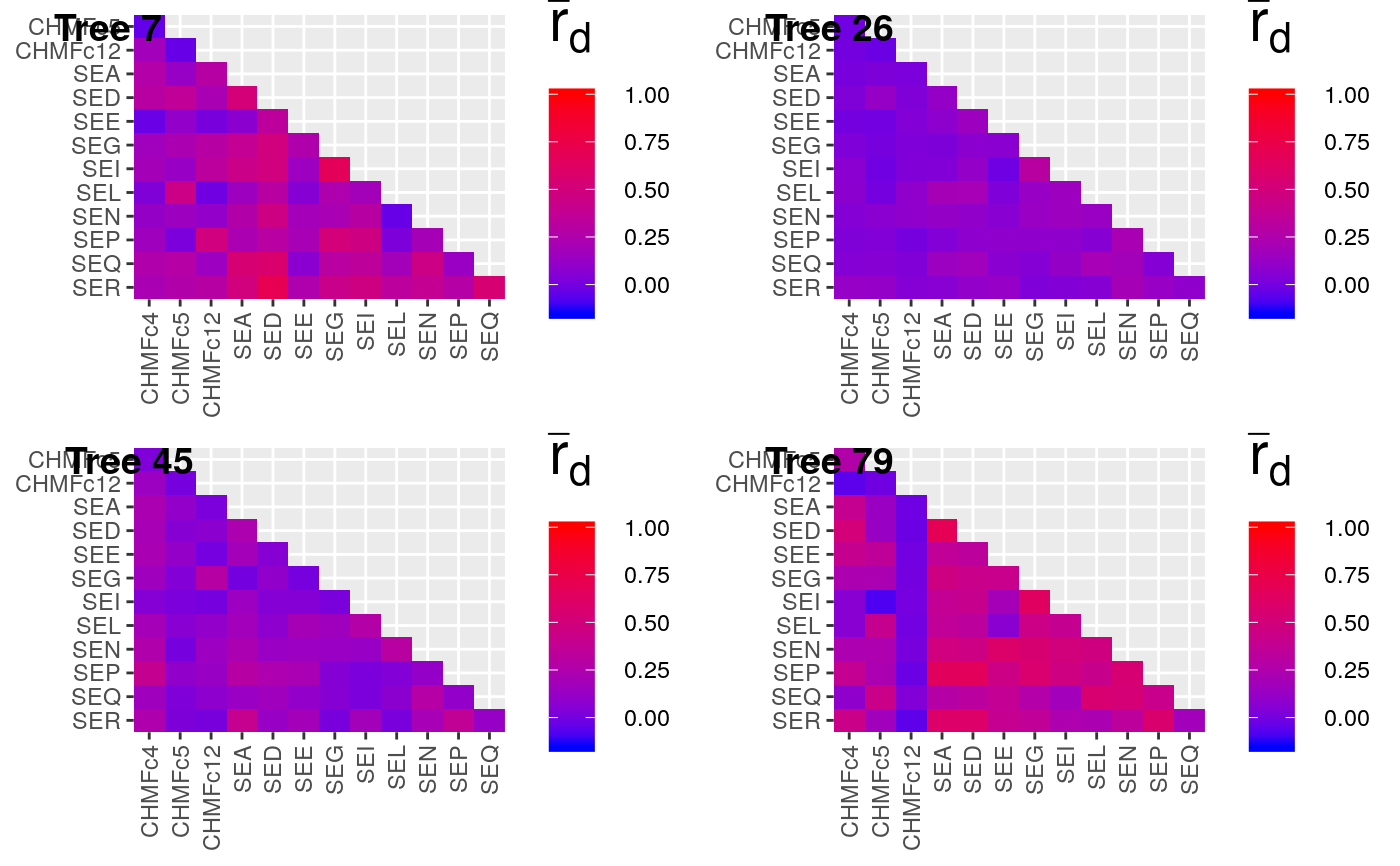 Tree 7
CHMFc5
CHMFc12
SEA
SED
SEE
SEG
SEI
SEL
SEN
SEP
SEQ
SER
CHMFc4
CHMFc5
CHMFc12
SEA
SED
SEE
SEG
SEI
SEL
SEN
SEP
SEQ
r̄d
1.00
0.75
0.50
0.25
0.00
Tree 26
CHMFc5
CHMFc12
SEA
SED
SEE
SEG
SEI
SEL
SEN
SEP
SEQ
SER
CHMFc4
CHMFc5
CHMFc12
SEA
SED
SEE
SEG
SEI
SEL
SEN
SEP
SEQ
r̄d
1.00
0.75
0.50
0.25
0.00
Tree 45
CHMFc5
CHMFc12
SEA
SED
SEE
SEG
SEI
SEL
SEN
SEP
SEQ
SER
CHMFc4
CHMFc5
CHMFc12
SEA
SED
SEE
SEG
SEI
SEL
SEN
SEP
SEQ
r̄d
1.00
0.75
0.50
0.25
0.00
Tree 79
CHMFc5
CHMFc12
SEA
SED
SEE
SEG
SEI
SEL
SEN
SEP
SEQ
SER
CHMFc4
CHMFc5
CHMFc12
SEA
SED
SEE
SEG
SEI
SEL
SEN
SEP
SEQ
r̄d
1.00
0.75
0.50
0.25
0.00